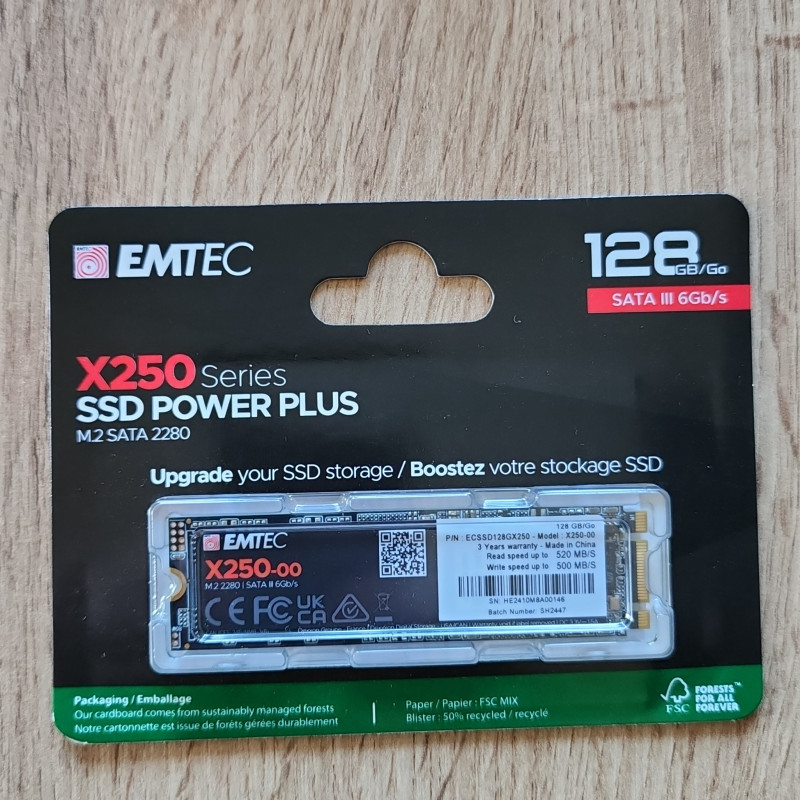 EMTEC
128
GB/Go
SATA III 6Gb/s
X250 Series
SSD POWER PLUS
M.2 SATA 2280
Upgrade your SSD storage / Boostez votre stockage SSD
EMTEC
X250-00
M.2 2280 | SATA III 6Gb/s
CE FC UK CA
128 GB/Go
P/N : ECSSD128GX250 - Model : X250-00
3 Years warranty - Made in China
Read speed up to 520 MB/S
Write speed up to 500 MB/S
SN: HE2410M8A00146
Batch Number: SH2447
Packaging / Emballage
Our cardboard comes from sustainably managed forests
Notre cartonnette est issue de forêts gérées durablement
Paper / Papier : FSC MIX
Blister : 50% recycled / recyclé
FSC
FORESTS
FOR ALL
FOREVER™